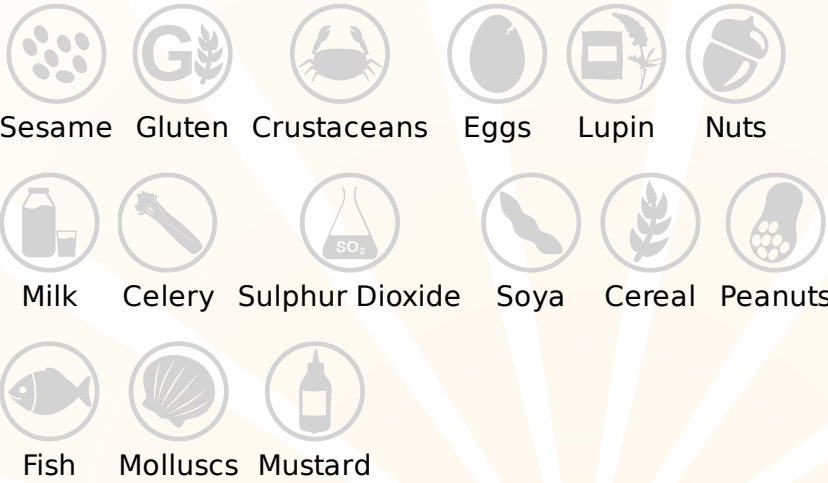 G
Sesame Gluten Crustaceans Eggs Lupin Nuts
SO₂
Milk Celery Sulphur Dioxide Soya Cereal Peanuts
Fish Molluscs Mustard